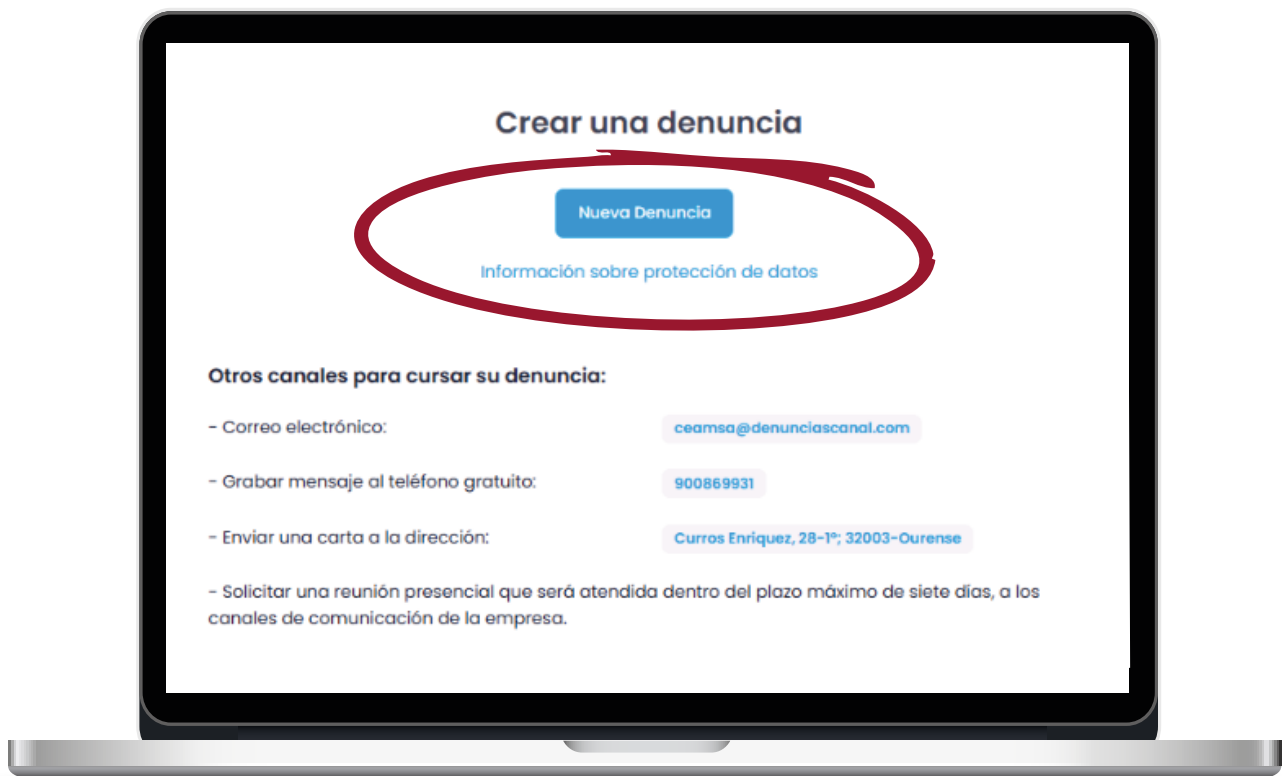 Crear una denuncia
Nueva Denuncia
Información sobre protección de datos
Otros canales para cursar su denuncia:
- Correo electrónico:
ceamsa@denunciascanal.com
- Grabar mensaje al teléfono gratuito:
900869931
- Enviar una carta a la dirección:
Curros Enríquez, 28-1º; 32003-Ourense
- Solicitar una reunión presencial que será atendida dentro del plazo máximo de siete días, a los
canales de comunicación de la empresa.